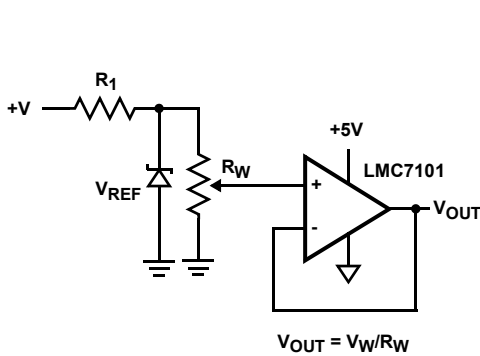 R1
+V
+5V
RW
LMC7101
VREF
+
-
VOUT
VOUT = VW/RW